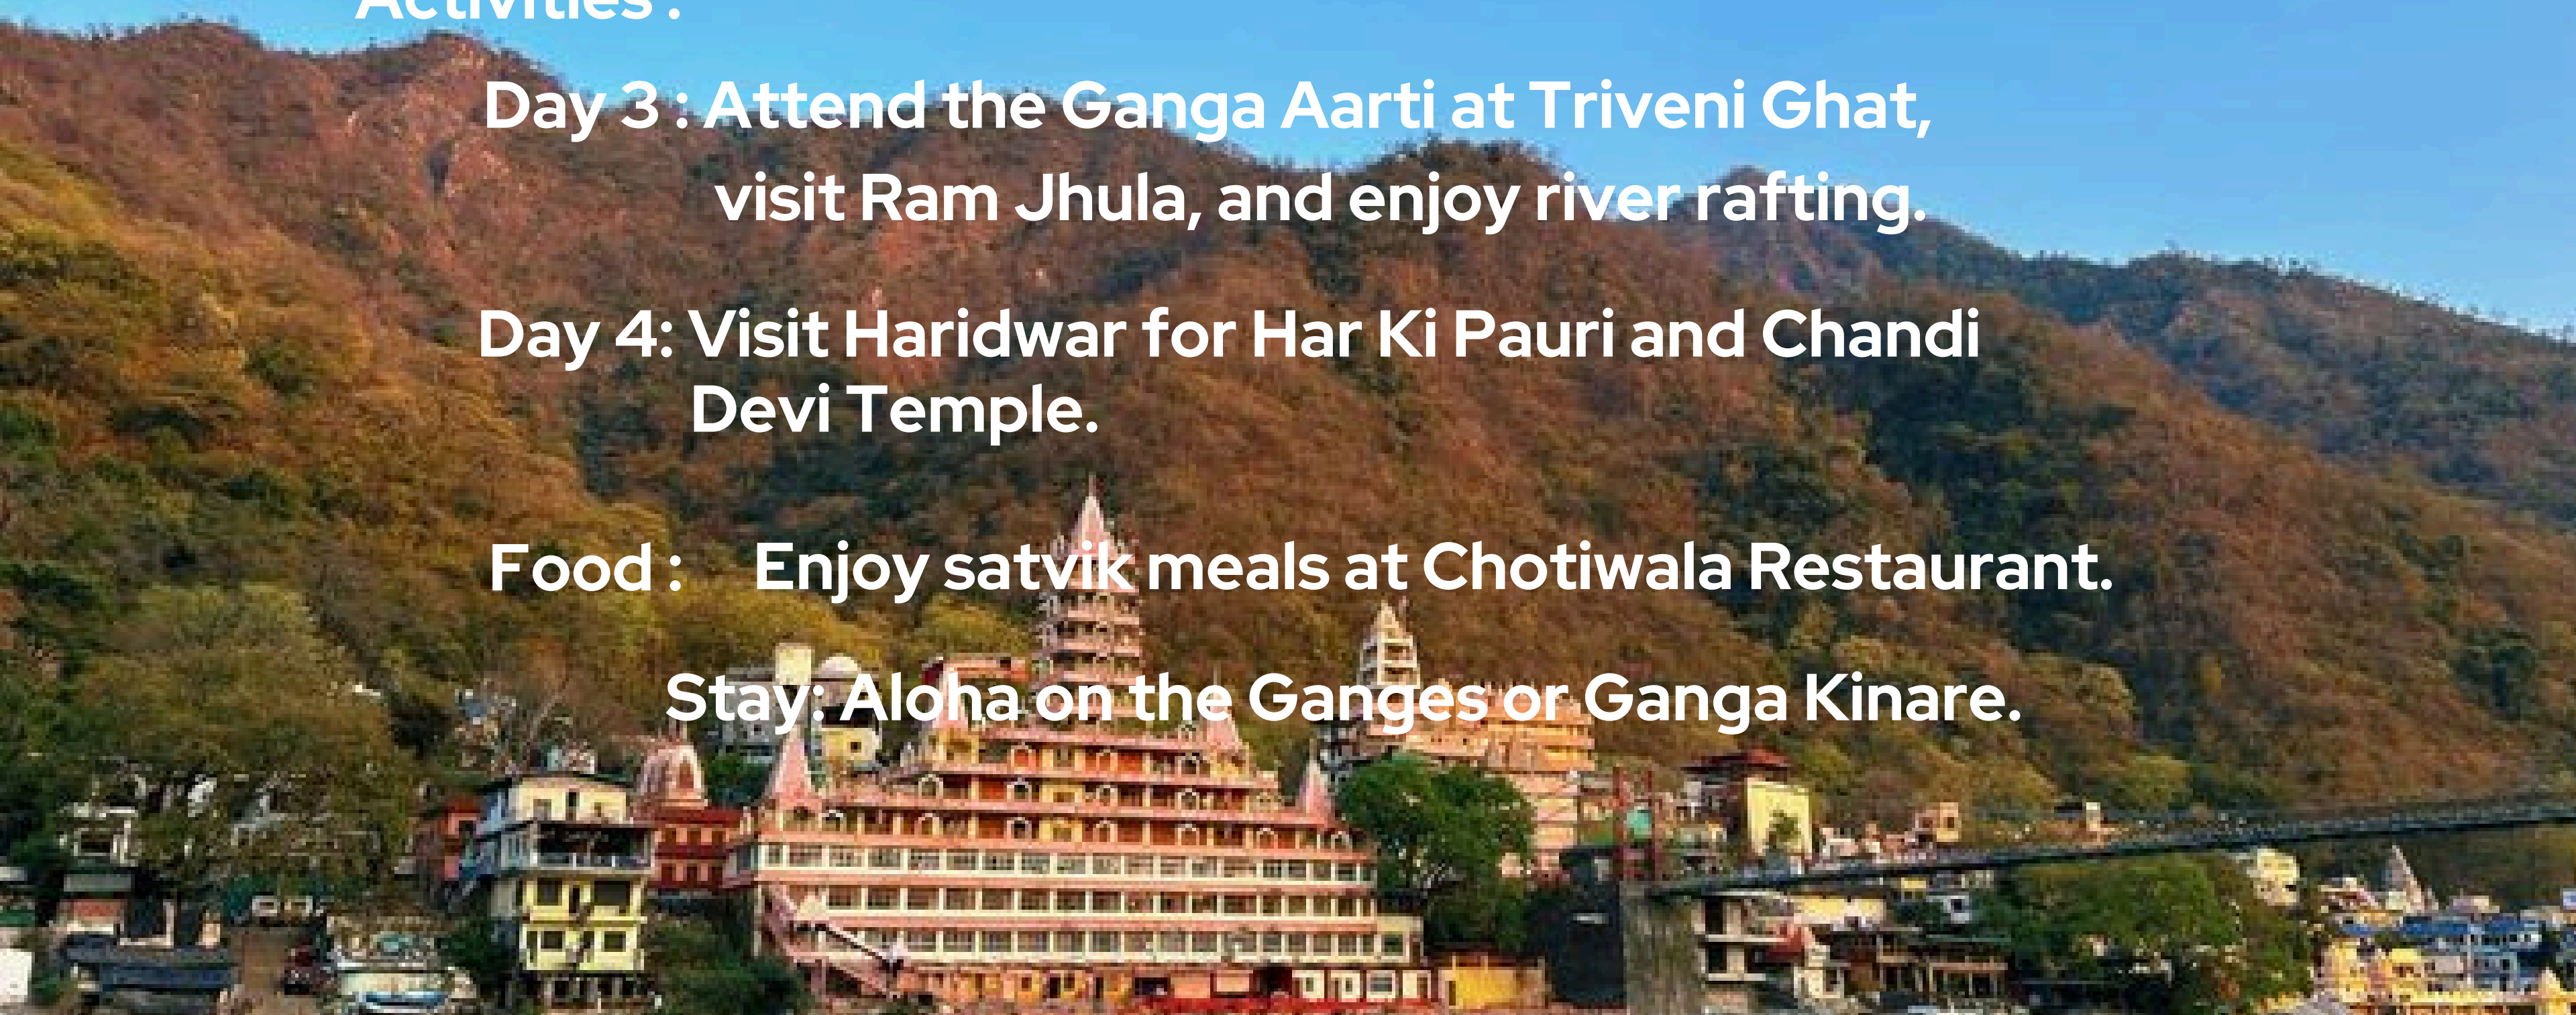 Activities :
Day 3 : Attend the Ganga Aarti at Triveni Ghat,
visit Ram Jhula, and enjoy river rafting.
Day 4: Visit Haridwar for Har Ki Pauri and Chandi
Devi Temple.
Food : Enjoy satvik meals at Chotiwala Restaurant.
Stay: Aloha on the Ganges or Ganga Kinare.